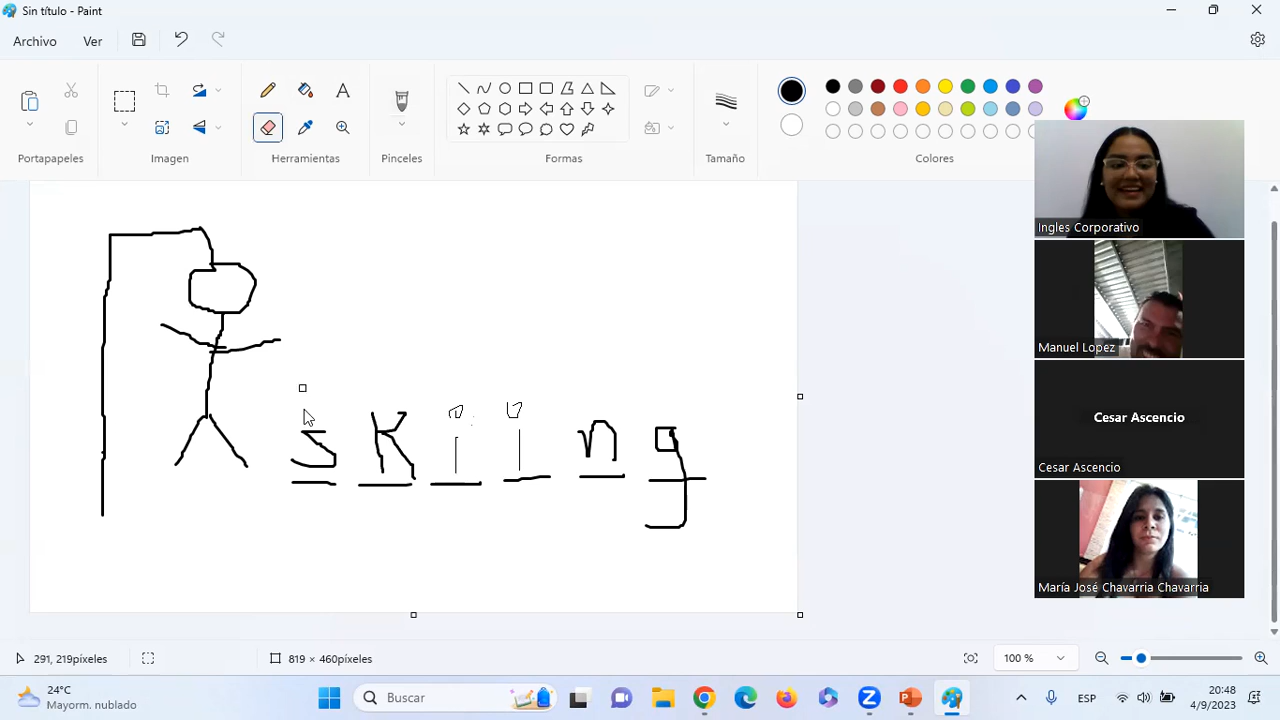 Sin título - Paint
Archivo Ver
Portapapeles Imagen Herramientas Pinceles Formas Tamaño Colores
Ingles Corporativo
Manuel Lopez
Cesar Ascencio
Cesar Ascencio
María José Chavarria Chavarria
s K i i n g
291, 219píxeles 819 × 460píxeles 100 %
24°C
Mayorm. nublado
Buscar
ESP
20:48
4/9/2023